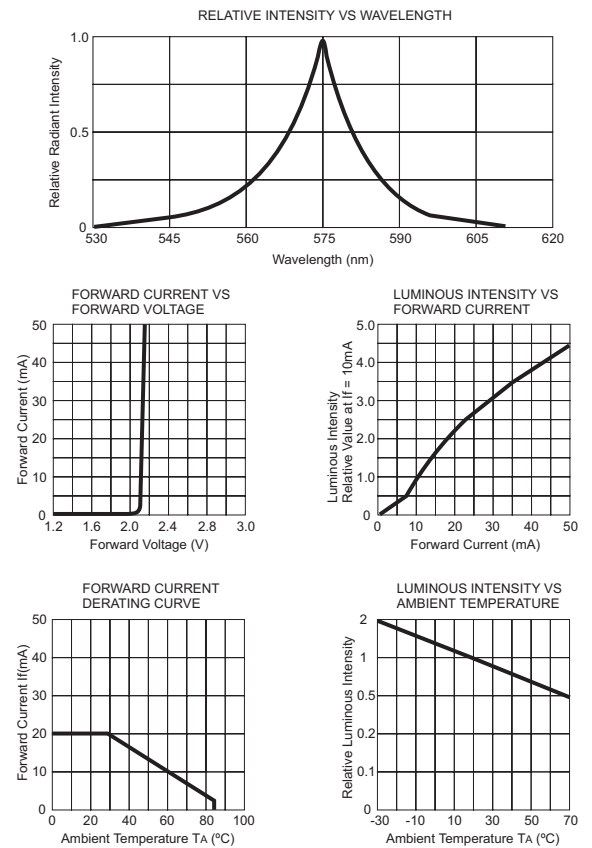 RELATIVE INTENSITY VS WAVELENGTH
Relative Radiant Intensity
1.0
0.5
0
530 545 560 575 590 605 620
Wavelength (nm)
FORWARD CURRENT VS
FORWARD VOLTAGE
Forward Current (mA)
50
40
30
20
10
0
1.2 1.6 2.0 2.4 2.8 3.0
Forward Voltage (V)
LUMINOUS INTENSITY VS
FORWARD CURRENT
Luminous Intensity
Relative Value at If = 10mA
5.0
4.0
3.0
2.0
1.0
0
0 10 20 30 40 50
Forward Current (mA)
FORWARD CURRENT
DERATING CURVE
Forward Current If(mA)
50
40
30
20
10
0
0 20 40 60 80 100
Ambient Temperature TA (ºC)
LUMINOUS INTENSITY VS
AMBIENT TEMPERATURE
Relative Luminous Intensity
2
1
0.5
0.2
0.1
0
-30 -10 10 30 50 70
Ambient Temperature TA (ºC)